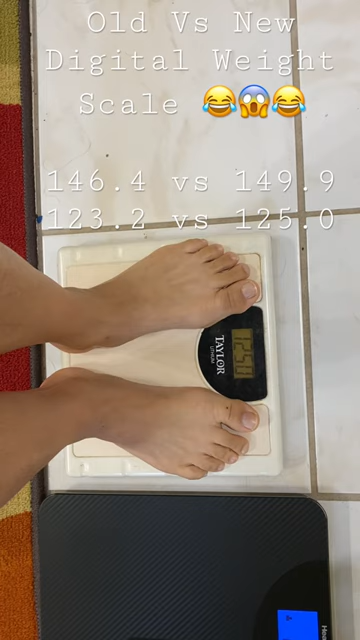 Old Vs New
Digital Weight
Scale 😂😱😂
146.4 vs 149.9
123.2 vs 125.0
125.0
TAYLOR
LITHIUM